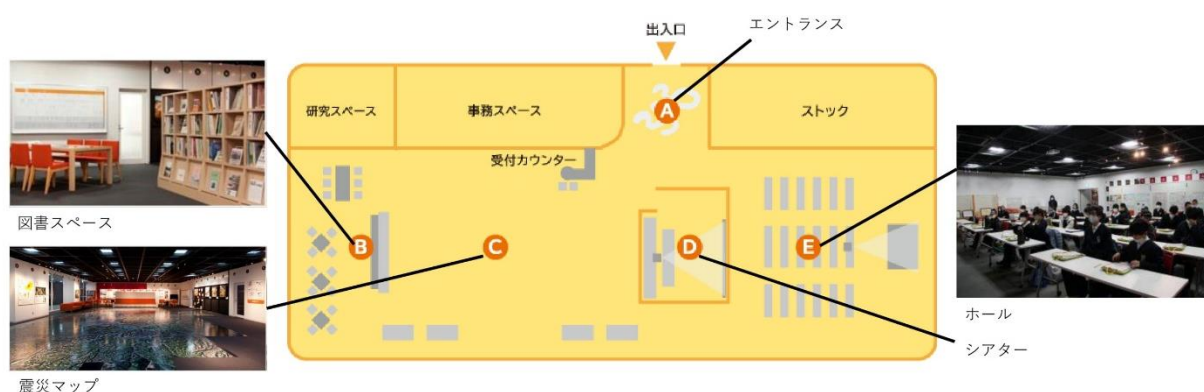 出入口
エントランス
研究スペース
事務スペース
A
ストック
受付カウンター
図書スペース
B
C
D
E
ホール
シアター
震災マップ